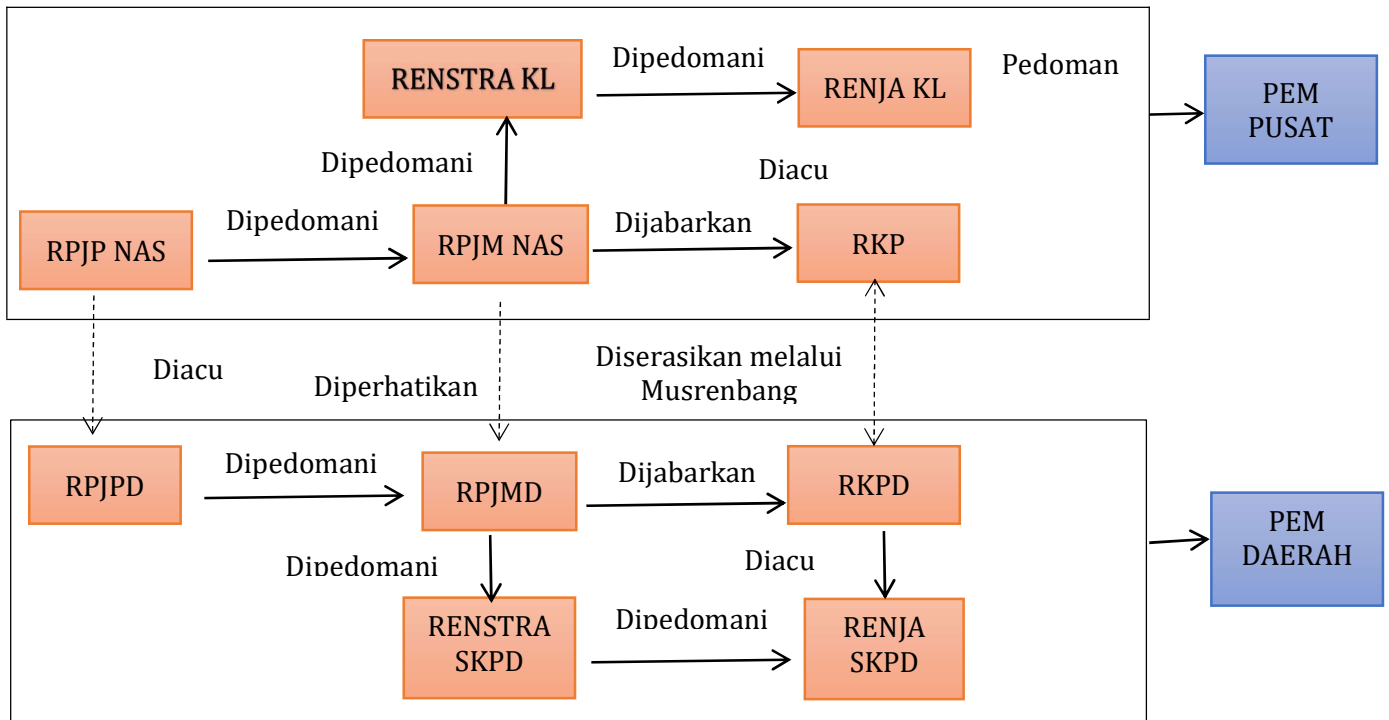 Dipedomani
Pedoman
RENSTRA KL
RENJA KL
PEM
PUSAT
Dipedomani
Diacu
Dipedomani
Dijabarkan
RPJP NAS
RPJM NAS
RKP
Diacu
Diperhatikan
Diserasikan melalui
Musrenbang
Dipedomani
Dijabarkan
RPJPD
RPJMD
RKPD
PEM
DAERAH
Dipedomani
Diacu
RENSTRA
SKPD
Dipedomani
RENJA
SKPD